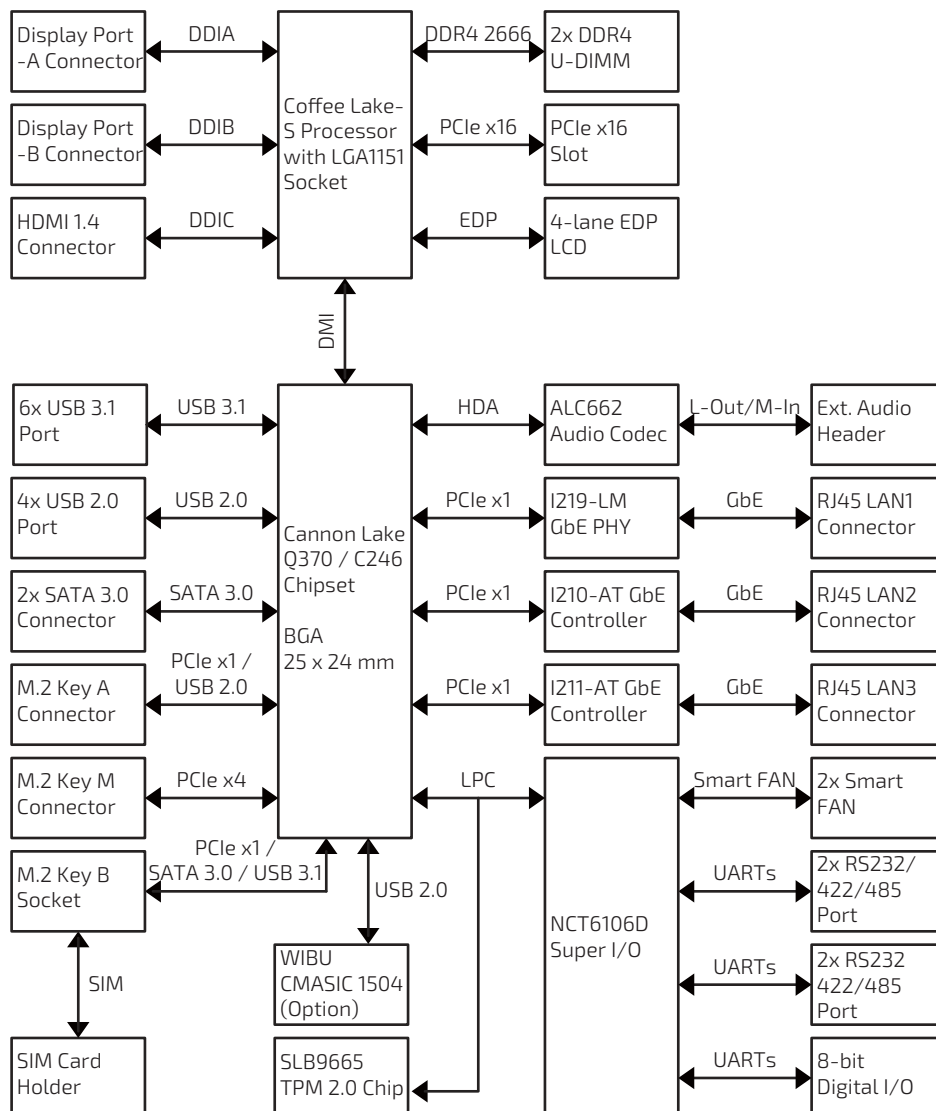 Display Port
-A Connector
DDIA
Coffee Lake-
S Processor
with LGA1151
Socket
DDR4 2666
2x DDR4
U-DIMM
Display Port
-B Connector
DDIB
PCIe x16
PCIe x16
Slot
HDMI 1.4
Connector
DDIC
EDP
4-lane EDP
LCD
DMI
6x USB 3.1
Port
USB 3.1
Cannon Lake
Q370 / C246
Chipset
BGA
25 x 24 mm
HDA
ALC662
Audio Codec
L-Out/M-In
Ext. Audio
Header
4x USB 2.0
Port
USB 2.0
PCIe x1
I219-LM
GbE PHY
GbE
RJ45 LAN1
Connector
2x SATA 3.0
Connector
SATA 3.0
PCIe x1
I210-AT GbE
Controller
GbE
RJ45 LAN2
Connector
M.2 Key A
Connector
PCIe x1 /
USB 2.0
PCIe x1
I211-AT GbE
Controller
GbE
RJ45 LAN3
Connector
M.2 Key M
Connector
PCIe x4
LPC
NCT6106D
Super I/O
Smart FAN
2x Smart
FAN
M.2 Key B
Socket
PCIe x1 /
SATA 3.0 / USB 3.1
USB 2.0
UARTs
2x RS232/
422/485
Port
SIM
WIBU
CMASIC 1504
(Option)
UARTs
2x RS232
422/485
Port
SIM Card
Holder
SLB9665
TPM 2.0 Chip
UARTs
8-bit
Digital I/O